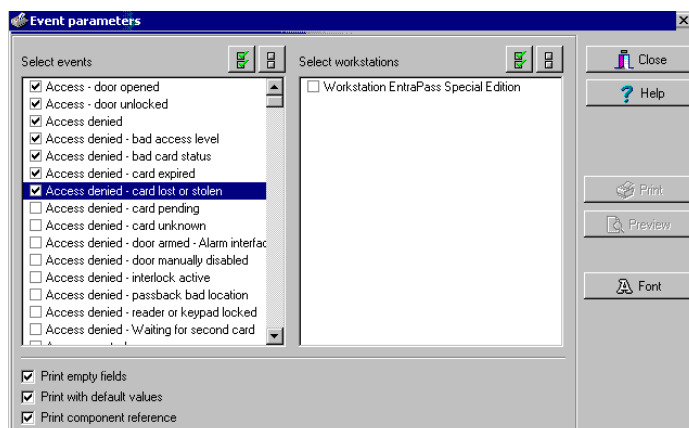 Event parameters
Select events
Select workstations
Close
Help
Access - door opened
Access - door unlocked
Access denied
Access denied - bad access level
Access denied - bad card status
Access denied - card expired
Access denied - card lost or stolen
Access denied - card pending
Access denied - card unknown
Access denied - door armed - Alarm interfac
Access denied - door manually disabled
Access denied - interlock active
Access denied - passback bad location
Access denied - reader or keypad locked
Access denied - Waiting for second card
Workstation EntraPass Special Edition
Print
Preview
Font
Print empty fields
Print with default values
Print component reference